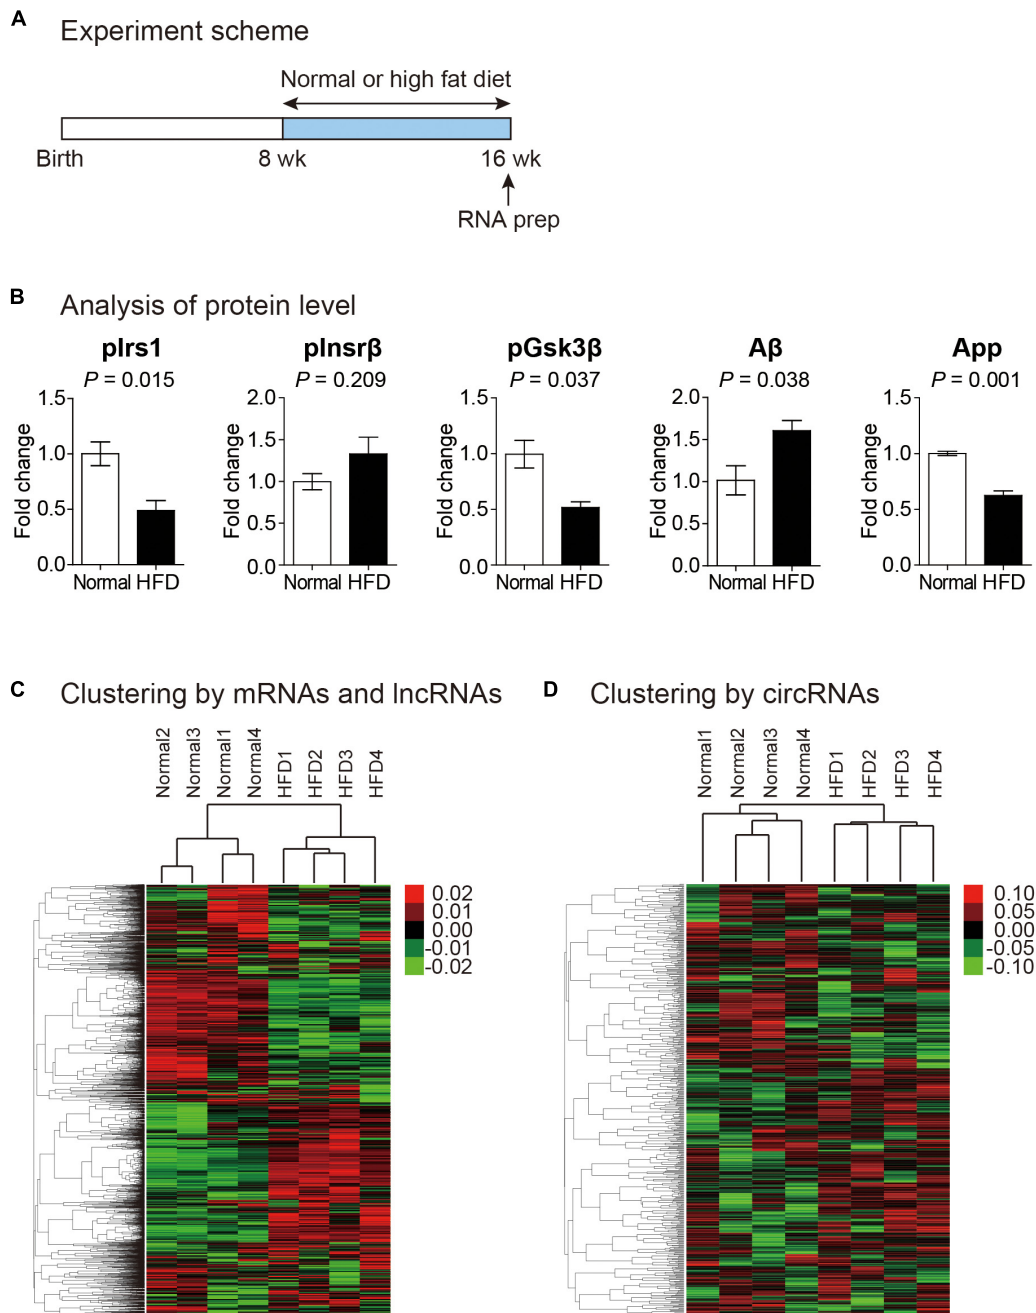 A
Experiment scheme
Normal or high fat diet
Birth
8 wk
16 wk
RNA prep
B
Analysis of protein level
pIrs1
P = 0.015
Fold change
1.5
1.0
0.5
0.0
Normal HFD
pInsrβ
P = 0.209
Fold change
2.0
1.5
1.0
0.5
0.0
Normal HFD
pGsk3β
P = 0.037
Fold change
1.5
1.0
0.5
0.0
Normal HFD
Aβ
P = 0.038
Fold change
2.0
1.5
1.0
0.5
0.0
Normal HFD
App
P = 0.001
Fold change
1.5
1.0
0.5
0.0
Normal HFD
C
Clustering by mRNAs and lncRNAs
Normal2
Normal3
Normal1
Normal4
HFD1
HFD2
HFD3
HFD4
0.02
0.01
0.00
-0.01
-0.02
D
Clustering by circRNAs
Normal1
Normal2
Normal3
Normal4
HFD1
HFD2
HFD3
HFD4
0.10
0.05
0.00
-0.05
-0.10